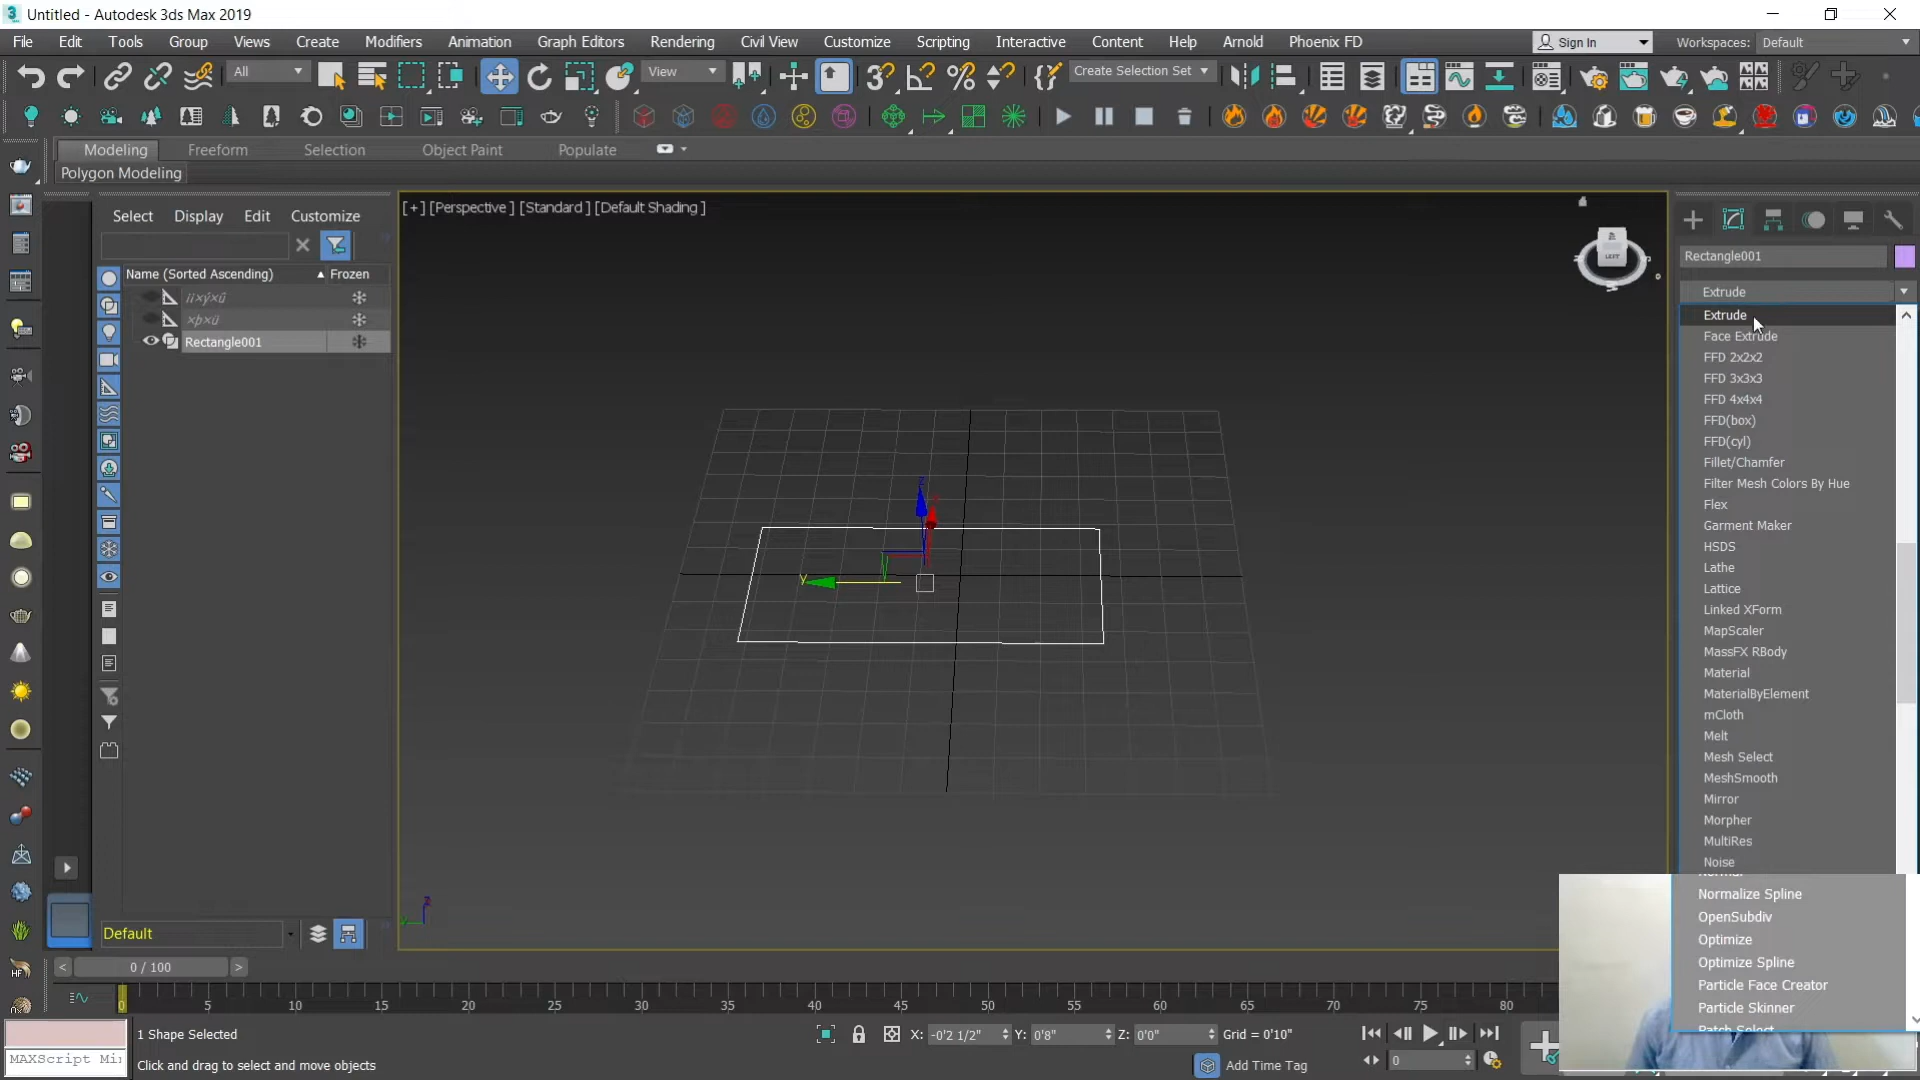 Untitled - Autodesk 3ds Max 2019
File Edit Tools Group Views Create Modifiers Animation Graph Editors Rendering Civil View Customize Scripting Interactive Content Help Arnold Phoenix FD Sign In Workspaces: Default
All View Create Selection Set
Modeling Freeform Selection Object Paint Populate
Polygon Modeling
Select Display Edit Customize
[+] [Perspective ] [Standard ] [Default Shading ]
Name (Sorted Ascending) Frozen
Rectangle001
Default
0 / 100
0 5 10 15 20 25 30 35 40 45 50 55 60 65 70 75 80
1 Shape Selected
Click and drag to select and move objects
MAXScript Mi
X: -0'2 1/2" Y: 0'8" Z: 0'0" Grid = 0'10"
Add Time Tag
0
Rectangle001
Extrude
Extrude
Face Extrude
FFD 2x2x2
FFD 3x3x3
FFD 4x4x4
FFD(box)
FFD(cyl)
Fillet/Chamfer
Filter Mesh Colors By Hue
Flex
Garment Maker
HSDS
Lathe
Lattice
Linked XForm
MapScaler
MassFX RBody
Material
MaterialByElement
mCloth
Melt
Mesh Select
MeshSmooth
Mirror
Morpher
MultiRes
Noise
Normalize Spline
OpenSubdiv
Optimize
Optimize Spline
Particle Face Creator
Particle Skinner
Patch Select